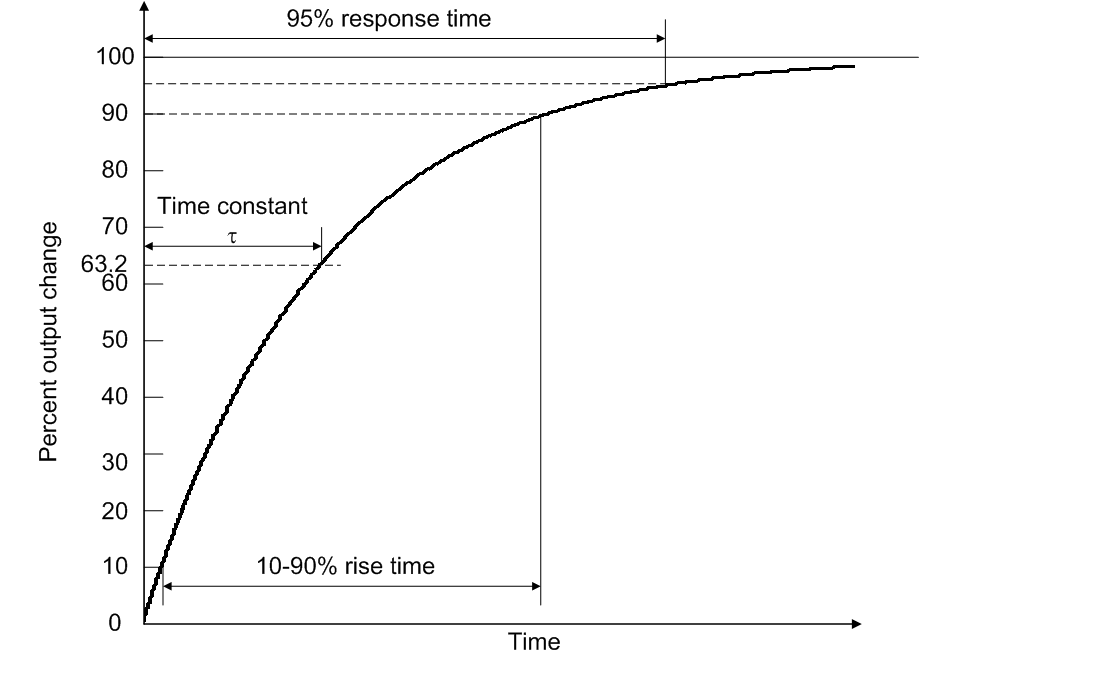 95% response time
100
90
80
Time constant
70
τ
63.2
60
Percent output change
50
40
30
20
10-90% rise time
10
0
Time